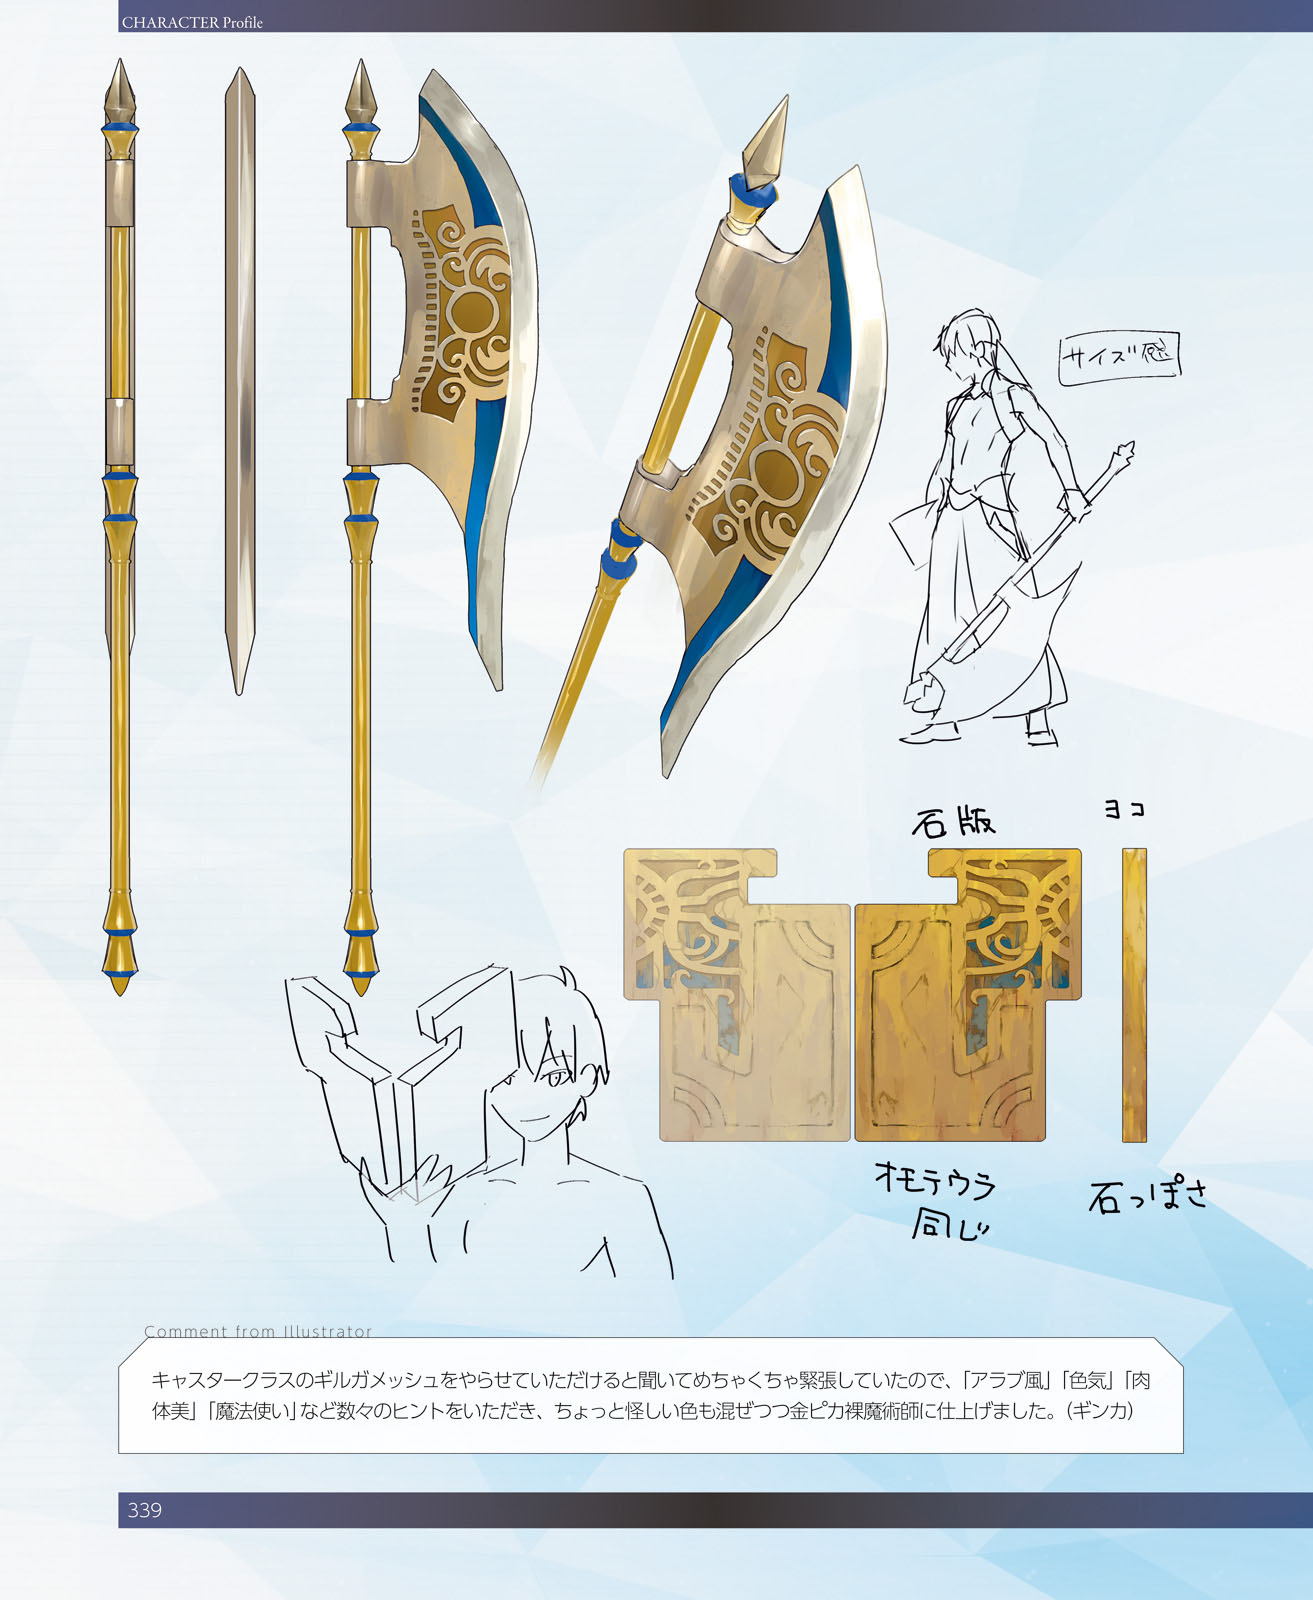 CHARACTER Profile
サイズ感
石版
ヨコ
オモテウラ
同じ
石っぽさ
Comment from Illustrator
キャスタークラスのギルガメッシュをやらせていただけると聞いてめちゃくちゃ緊張していたので、「アラブ風」「色気」「肉
体美」「魔法使い」など数々のヒントをいただき、ちょっと怪しい色も混ぜつつ金ピカ裸魔術師に仕上げました。（ギンカ）
339